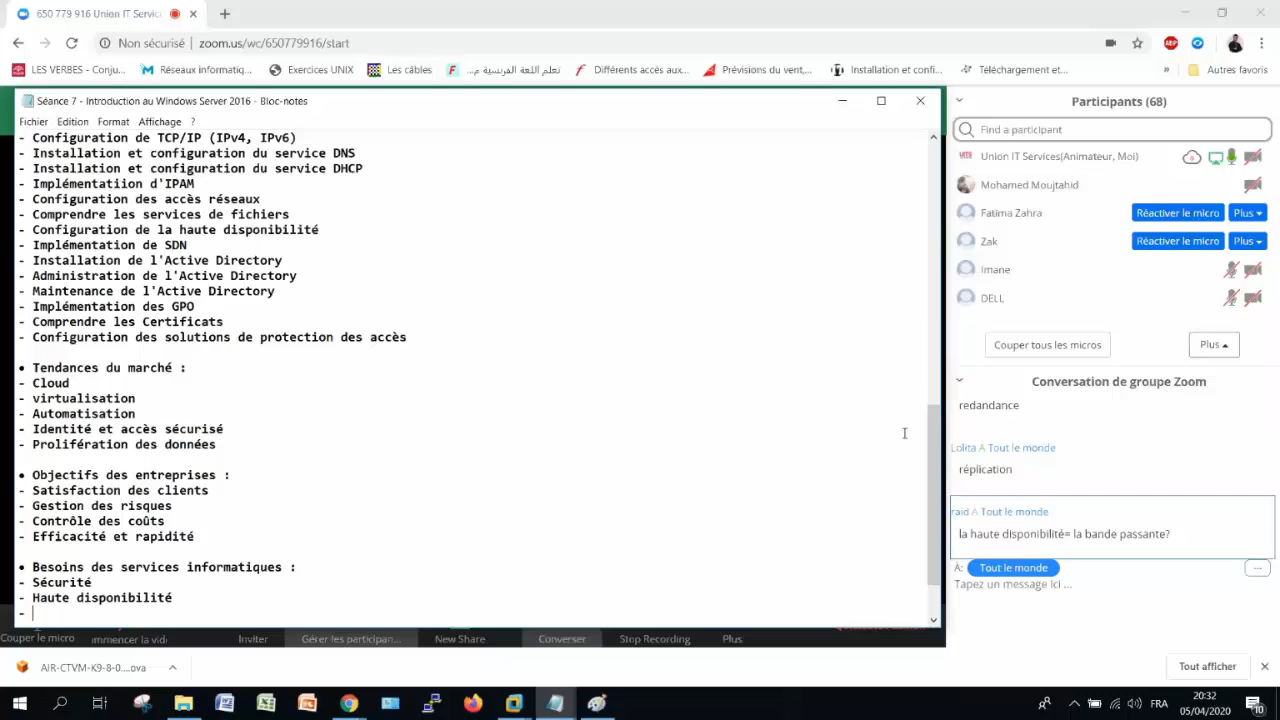 650 779 916 Union IT Servic
Non sécurisé
zoom.us/wc/650779916/start
ABP
LES VERBES - Conju...
Réseaux informatiq...
Exercices UNIX
Les câbles
تعلم اللغة الفرنسية م...
Différents accès aux...
Prévisions du vent,...
Installation et confi...
Téléchargement et...
»
Autres favoris
Séance 7 - Introduction au Windows Server 2016 - Bloc-notes
Fichier Edition Format Affichage ?
- Configuration de TCP/IP (IPv4, IPv6)
- Installation et configuration du service DNS
- Installation et configuration du service DHCP
- Implémentatiion d'IPAM
- Configuration des accès réseaux
- Comprendre les services de fichiers
- Configuration de la haute disponibilité
- Implémentation de SDN
- Installation de l'Active Directory
- Administration de l'Active Directory
- Maintenance de l'Active Directory
- Implémentation des GPO
- Comprendre les Certificats
- Configuration des solutions de protection des accès
• Tendances du marché :
- Cloud
- virtualisation
- Automatisation
- Identité et accès sécurisé
- Prolifération des données
• Objectifs des entreprises :
- Satisfaction des clients
- Gestion des risques
- Contrôle des coûts
- Efficacité et rapidité
• Besoins des services informatiques :
- Sécurité
- Haute disponibilité
-
Participants (68)
Find a participant
Union IT Services(Animateur, Moi)
Mohamed Moujtahid
Fatima Zahra Réactiver le micro Plus
Zak Réactiver le micro Plus
Imane
DELL
Couper tous les micros Plus
Conversation de groupe Zoom
redandance
Lolita A Tout le monde
réplication
raid A Tout le monde
la haute disponibilité= la bande passante?
À: Tout le monde ...
Tapez un message ici ...
Couper le micro
mmencer la vid
Inviter
Gérer les participan...
New Share
Converser
Stop Recording
Plus
AIR-CTVM-K9-8-0....ova
Tout afficher
FRA
20:32
05/04/2020
10